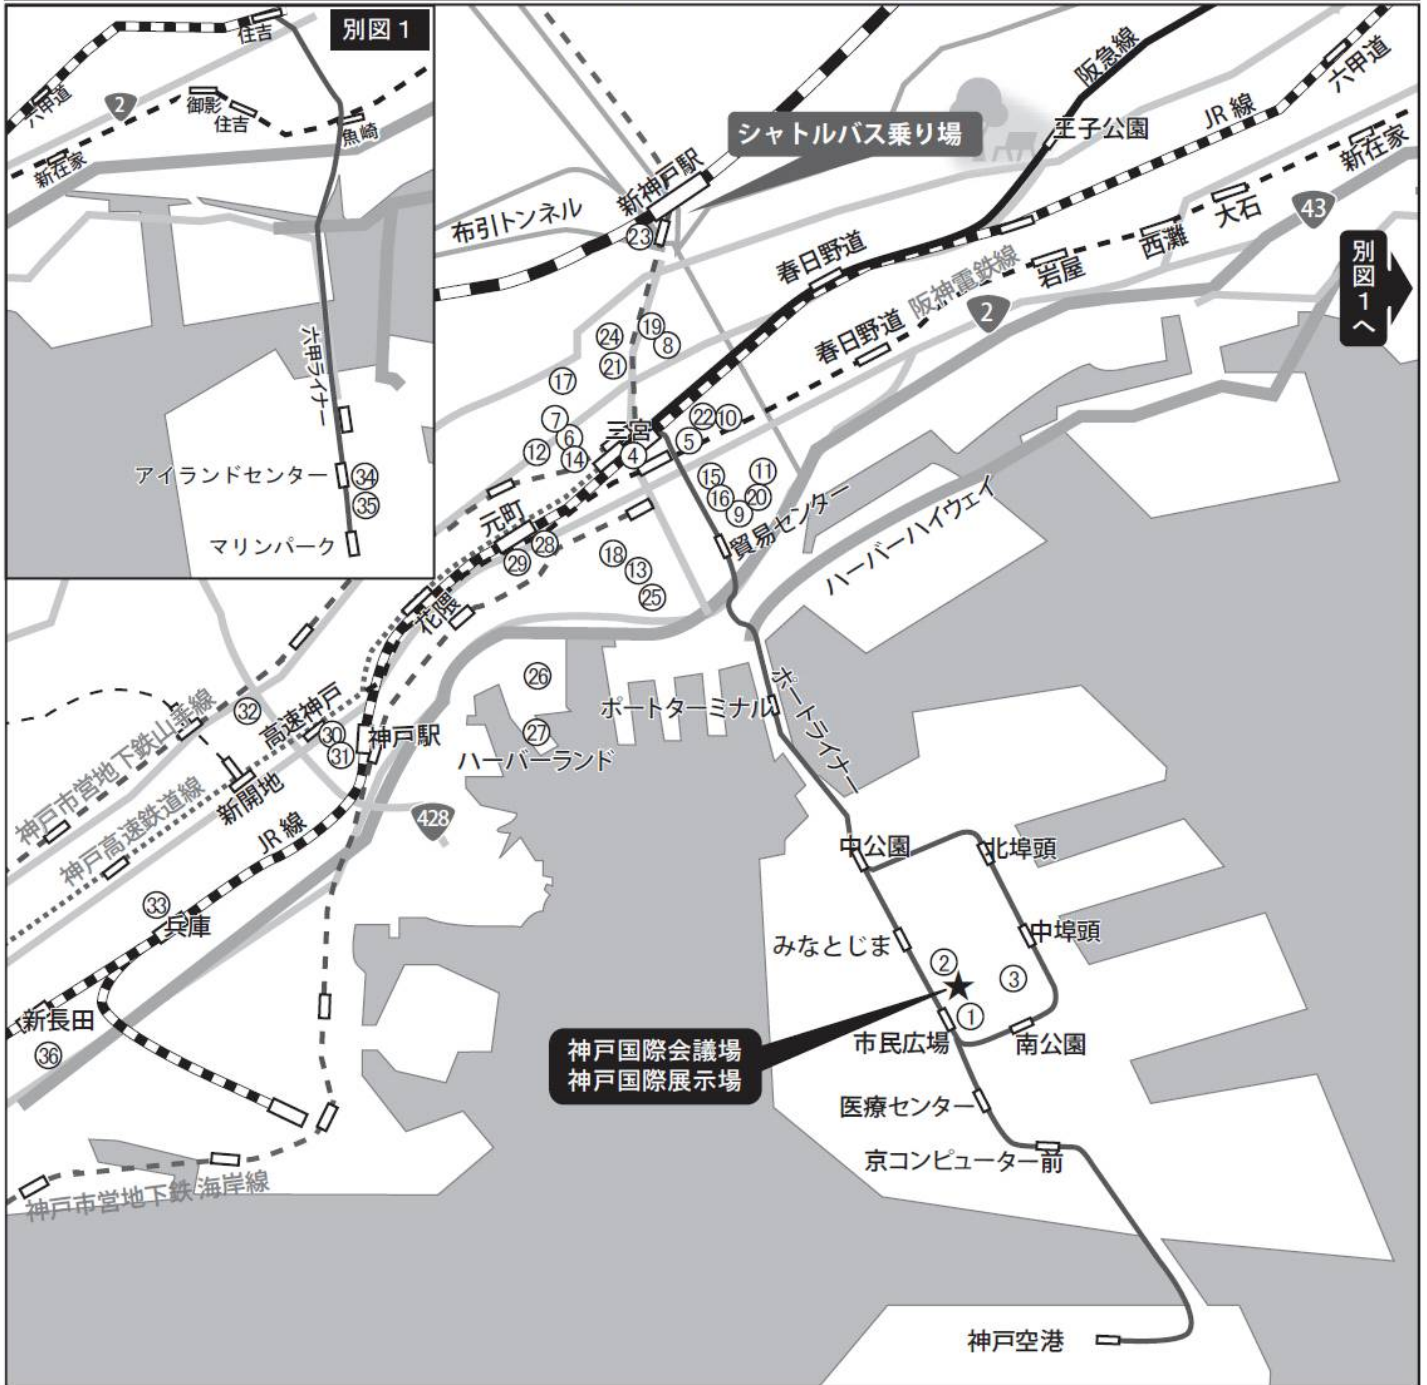 別図1
住吉
六甲道
2
御影
住吉
魚崎
新在家
六甲ライナー
アイランドセンター
㉞
㉟
マリンパーク
阪急線
六甲道
シャトルバス乗り場
JR 線
王子公園
新在家
新神戸駅
布引トンネル
㉓
大石
43
西灘
春日野道
阪神電鉄線
岩屋
別図1へ
2
春日野道
㉔
⑲
⑧
㉑
⑰
⑦
⑥
三宮
㉒
⑩
⑫
⑭
④
⑤
⑮
⑪
⑯
⑳
⑨
貿易センター
元町
㉘
㉙
⑱
⑬
㉕
ハーバーハイウェイ
花隈
㉖
ポートターミナル
ポートライナー
㉜
高速神戸
㉚
㉛
神戸駅
㉗
ハーバーランド
神戸市営地下鉄山垂線
神戸高速鉄道線
新開地
JR 線
428
中公園
北埠頭
㉝
兵庫
みなとじま
中埠頭
②
③
★
①
新長田
㊱
神戸国際会議場
神戸国際展示場
市民広場
南公園
医療センター
京コンピューター前
神戸市営地下鉄 海岸線
神戸空港